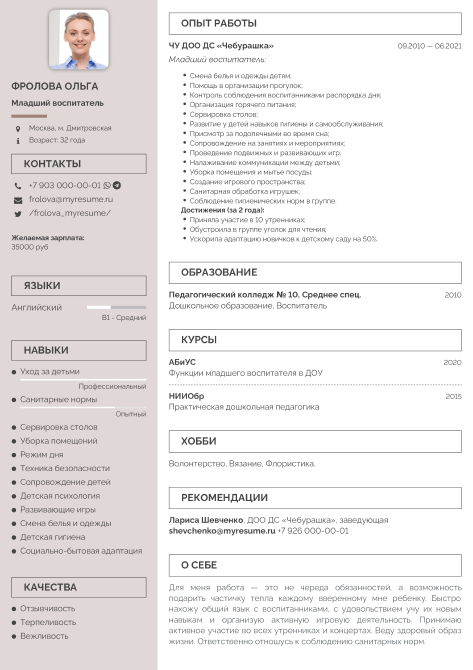 ФРОЛОВА ОЛЬГА
Младший воспитатель
Москва, м. Дмитровская
Возраст: 32 года
КОНТАКТЫ
+7 903 000-00-01
frolova@myresume.ru
/frolova_myresume/
Желаемая зарплата:
35000 руб
ЯЗЫКИ
Английский
B1 - Средний
НАВЫКИ
Уход за детьми
Профессиональный
Санитарные нормы
Опытный
Сервировка столов
Уборка помещений
Режим дня
Техника безопасности
Сопровождение детей
Детская психология
Развивающие игры
Смена белья и одежды
Детская гигиена
Социально-бытовая адаптация
КАЧЕСТВА
Отзывчивость
Терпеливость
Вежливость
ОПЫТ РАБОТЫ
ЧУ ДОО ДС «Чебурашка» 09.2010 — 06.2021
Младший воспитатель:
Смена белья и одежды детям;
Помощь в организации прогулок;
Контроль соблюдения воспитанниками распорядка дня;
Организация горячего питания;
Сервировка столов;
Развитие у детей навыков гигиены и самообслуживания;
Присмотр за подопечными во время сна;
Сопровождение на занятиях и мероприятиях;
Проведение подвижных и развивающих игр;
Налаживание коммуникации между детьми;
Уборка помещения и мытье посуды;
Создание игрового пространства;
Санитарная обработка игрушек;
Соблюдение гигиенических норм в группе.
Достижения (за 2 года):
Приняла участие в 10 утренниках;
Обустроила в группе уголок для чтения;
Ускорила адаптацию новичков к детскому саду на 50%.
ОБРАЗОВАНИЕ
Педагогический колледж № 10, Среднее спец. 2010
Дошкольное образование, Воспитатель
КУРСЫ
АБиУС 2020
Функции младшего воспитателя в ДОУ
НИИОбр 2015
Практическая дошкольная педагогика
ХОББИ
Волонтерство, Вязание, Флористика.
РЕКОМЕНДАЦИИ
Лариса Шевченко, ДОО ДС «Чебурашка», заведующая
shevchenko@myresume.ru +7 926 000-00-01
О СЕБЕ
Для меня работа — это не череда обязанностей, а возможность
подарить частичку тепла каждому вверенному мне ребенку. Быстро
нахожу общий язык с воспитанниками, с удовольствием учу их новым
навыкам и организую активную игровую деятельность. Принимаю
активное участие во всех утренниках и концертах. Веду здоровый образ
жизни. Ответственно отношусь к соблюдению санитарных норм.